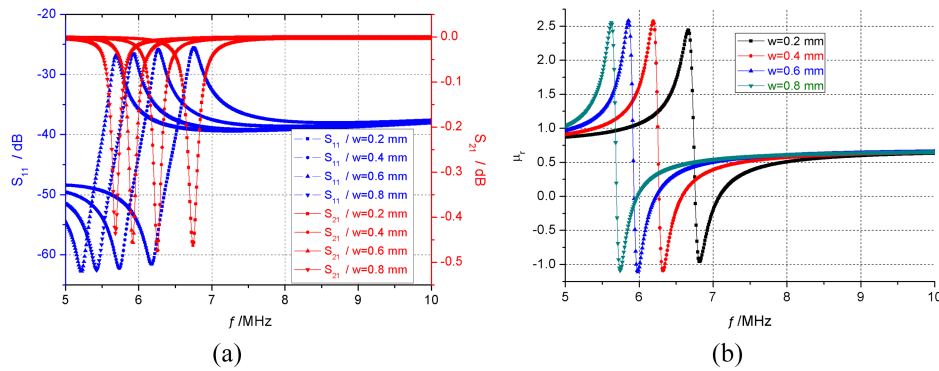 -20
-30
-40
-50
-60
S11 / dB
0.0
-0.1
-0.2
-0.3
-0.4
-0.5
S21 / dB
S11 / w=0.2 mm
S11 / w=0.4 mm
S11 / w=0.6 mm
S11 / w=0.8 mm
S21 / w=0.2 mm
S21 / w=0.4 mm
S21 / w=0.6 mm
S21 / w=0.8 mm
5 6 7 8 9 10
f /MHz
(a)
2.5
2.0
1.5
1.0
0.5
0.0
-0.5
-1.0
μr
w=0.2 mm
w=0.4 mm
w=0.6 mm
w=0.8 mm
5 6 7 8 9 10
f /MHz
(b)